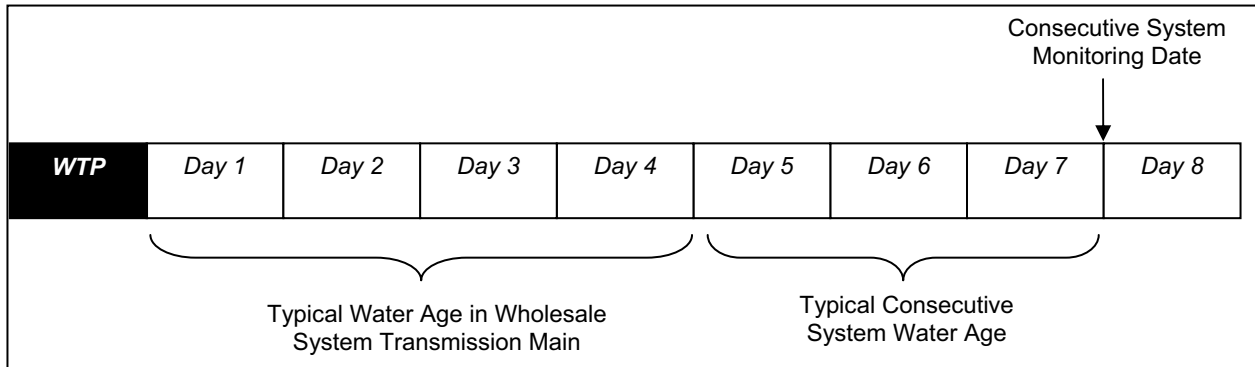 Consecutive System
Monitoring Date
WTP Day 1 Day 2 Day 3 Day 4 Day 5 Day 6 Day 7 Day 8
Typical Water Age in Wholesale
System Transmission Main
Typical Consecutive
System Water Age